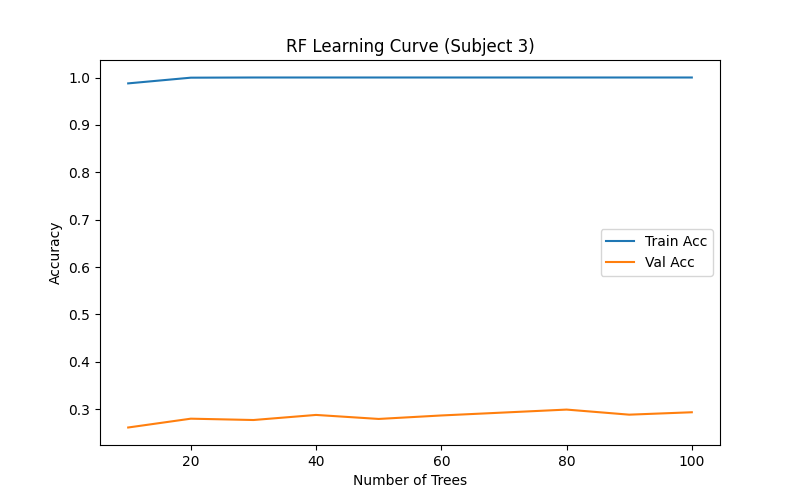 RF Learning Curve (Subject 3)
1.0
0.9
0.8
0.7
0.6
0.5
0.4
0.3
Accuracy
Train Acc
Val Acc
20 40 60 80 100
Number of Trees